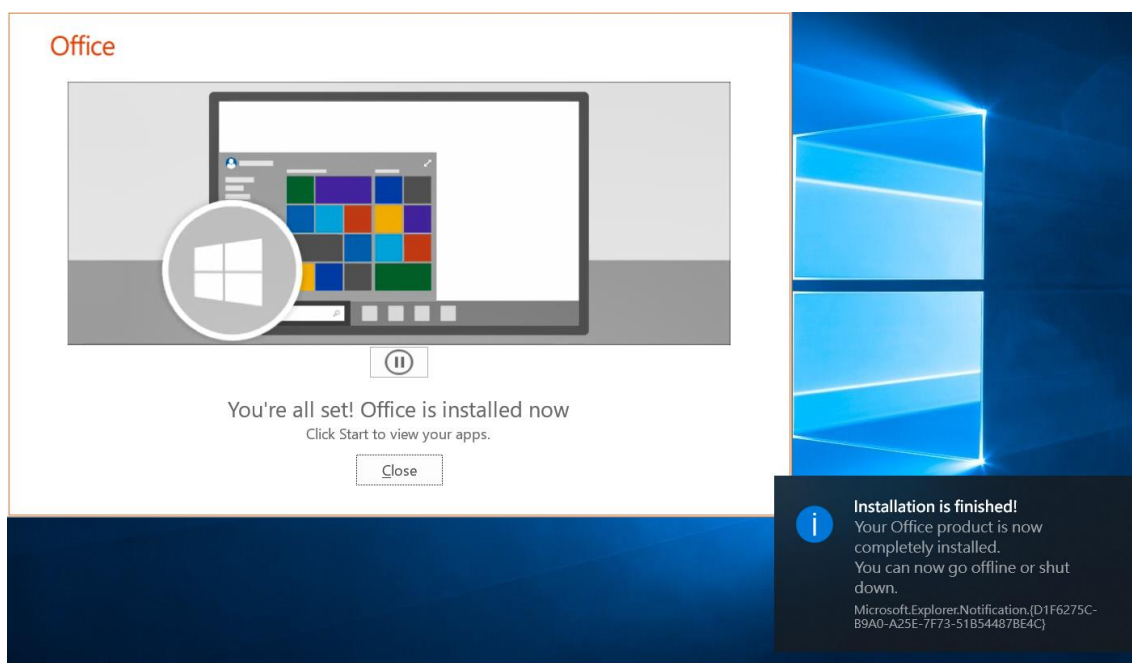 Office
You're all set! Office is installed now
Click Start to view your apps.
Close
Installation is finished!
Your Office product is now
completely installed.
You can now go offline or shut
down.
Microsoft.Explorer.Notification.{D1F6275C-
B9A0-A25E-7F73-51B54487BE4C}